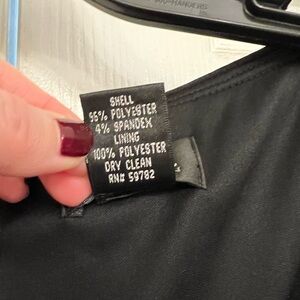 SHELL
96% POLYESTER
4% SPANDEX
LINING
100% POLYESTER
DRY CLEAN
RN# 59782